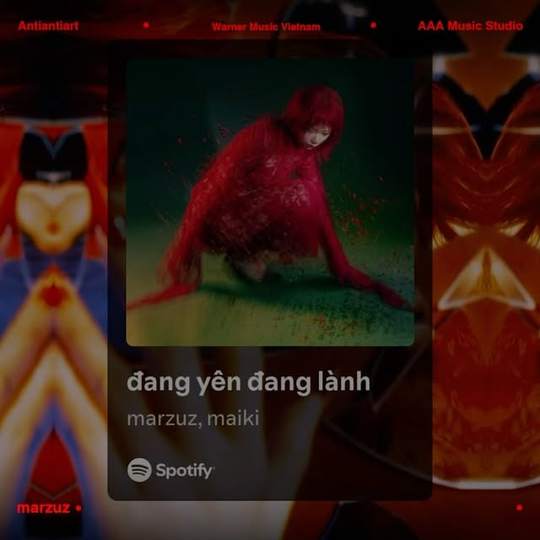 Antiantiart • Warner Music Vietnam • AAA Music Studio
đang yên đang lành
marzuz, maiki
Spotify
marzuz •